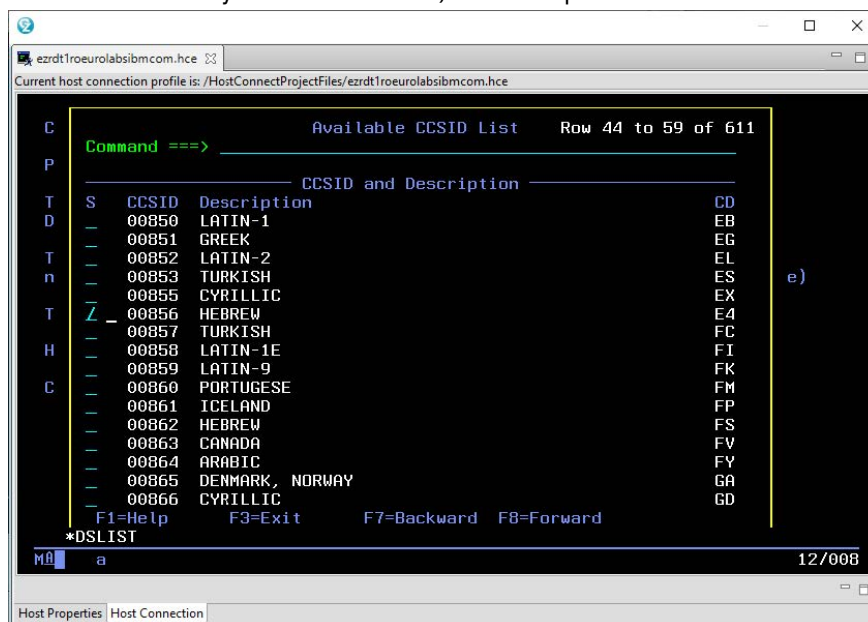 ezrdt1roeurolabsibmcom.hce
Current host connection profile is: /HostConnectProjectFiles/ezrdt1roeurolabsibmcom.hce
C Available CCSID List Row 44 to 59 of 611
Command ===>
P
CCSID and Description
T S CCSID Description CD
D _ 00850 LATIN-1 EB
_ 00851 GREEK EG
T _ 00852 LATIN-2 EL
n _ 00853 TURKISH ES e)
_ 00855 CYRILLIC EX
T / _ 00856 HEBREW E4
_ 00857 TURKISH FC
H _ 00858 LATIN-1E FI
_ 00859 LATIN-9 FK
C _ 00860 PORTUGESE FM
_ 00861 ICELAND FP
_ 00862 HEBREW FS
_ 00863 CANADA FV
_ 00864 ARABIC FY
_ 00865 DENMARK, NORWAY GA
_ 00866 CYRILLIC GD
F1=Help F3=Exit F7=Backward F8=Forward
*DSLIST
MA a 12/008
Host Properties Host Connection